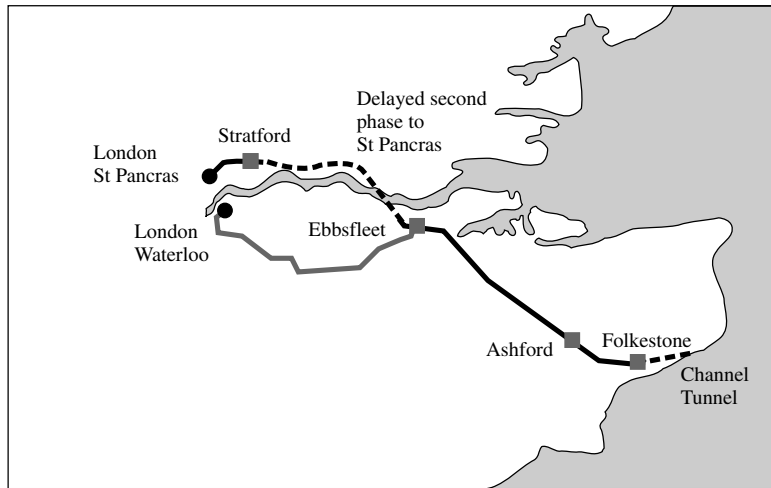 Delayed second
phase to
St Pancras
Stratford
London
St Pancras
London
Waterloo
Ebbsfleet
Ashford
Folkestone
Channel
Tunnel